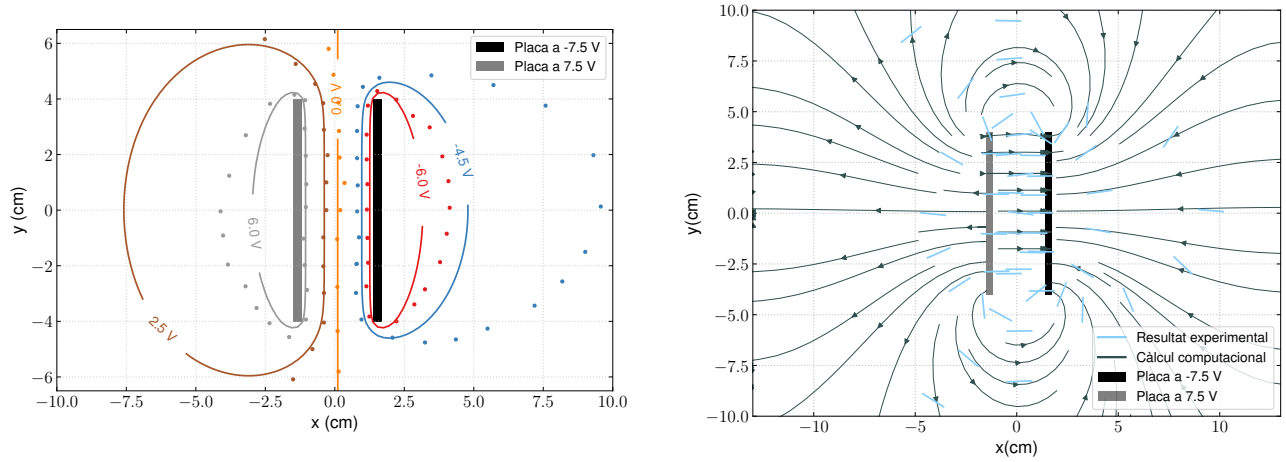 6
4
2
0
−2
−4
−6
y (cm)
−10.0
−7.5
−5.0
−2.5
0.0
2.5
5.0
7.5
10.0
x (cm)
Placa a -7.5 V
Placa a 7.5 V
0.0 V
-4.5 V
-6.0 V
6.0 V
2.5 V
10.0
7.5
5.0
2.5
0.0
−2.5
−5.0
−7.5
−10.0
y(cm)
−10
−5
0
5
10
x(cm)
Resultat experimental
Càlcul computacional
Placa a -7.5 V
Placa a 7.5 V